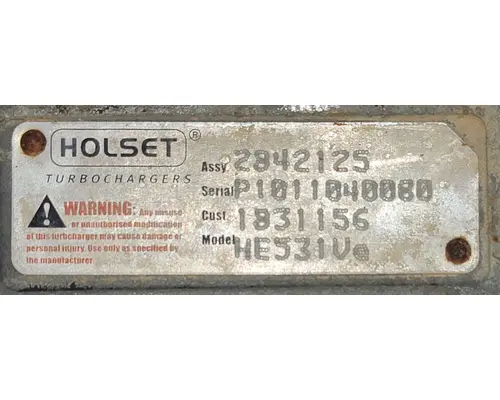 HOLSET®
TURBOCHARGERS
WARNING: Any misuse
or unauthorised modification
of this turbocharger may cause damage or
personal injury. Use only as specified by
the manufacturer
Assy 2842125
Serial P1011040080
Cust 1831156
Model HE531Ve